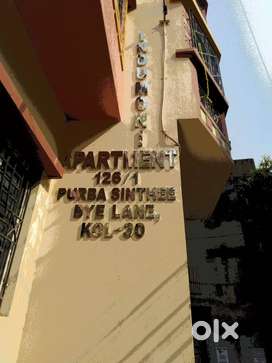 INDUMONI
APARTMENT
126/1
PURBA SINTHEE
BYE LANE,
KOL-30
olx